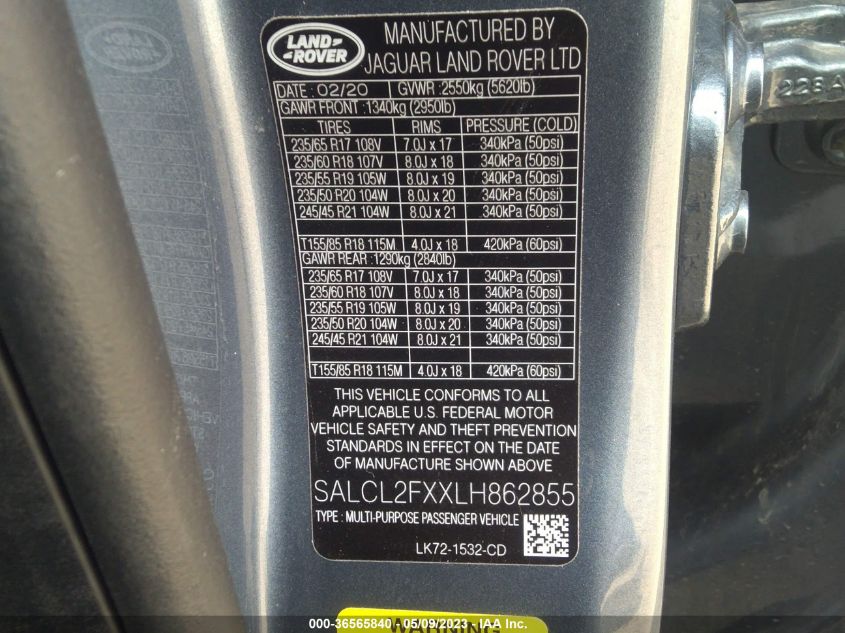 LAND
ROVER
MANUFACTURED BY
JAGUAR LAND ROVER LTD
DATE : 02/20 GVWR : 2550kg (5620lb)
GAWR FRONT : 1340kg (2950lb)
TIRES RIMS PRESSURE (COLD)
235/65 R17 108V 7.0J x 17 340kPa (50psi)
235/60 R18 107V 8.0J x 18 340kPa (50psi)
235/55 R19 105W 8.0J x 19 340kPa (50psi)
235/50 R20 104W 8.0J x 20 340kPa (50psi)
245/45 R21 104W 8.0J x 21 340kPa (50psi)
T155/85 R18 115M 4.0J x 18 420kPa (60psi)
GAWR REAR : 1290kg (2840lb)
235/65 R17 108V 7.0J x 17 340kPa (50psi)
235/60 R18 107V 8.0J x 18 340kPa (50psi)
235/55 R19 105W 8.0J x 19 340kPa (50psi)
235/50 R20 104W 8.0J x 20 340kPa (50psi)
245/45 R21 104W 8.0J x 21 340kPa (50psi)
T155/85 R18 115M 4.0J x 18 420kPa (60psi)
THIS VEHICLE CONFORMS TO ALL
APPLICABLE U.S. FEDERAL MOTOR
VEHICLE SAFETY AND THEFT PREVENTION
STANDARDS IN EFFECT ON THE DATE
OF MANUFACTURE SHOWN ABOVE
SALCL2FXXLH862855
TYPE : MULTI-PURPOSE PASSENGER VEHICLE
LK72-1532-CD
226A
WARNING
000-36565840 - 05/09/2023 - IAA Inc.